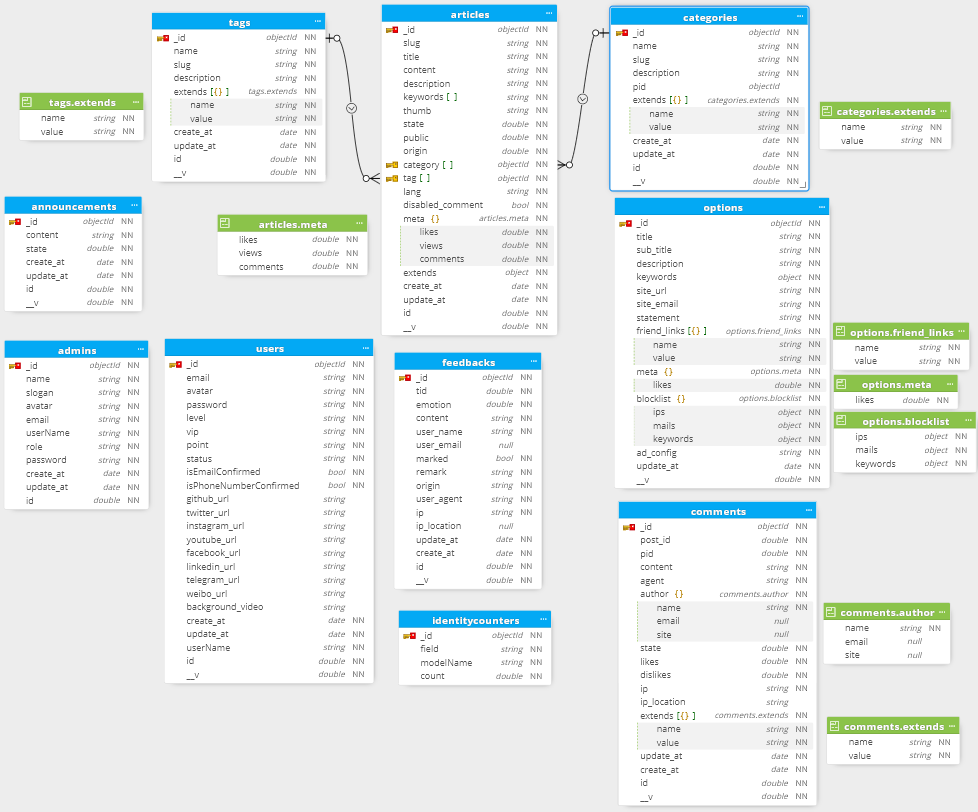 tags ...
_id objectId NN
name string NN
slug string NN
description string NN
extends [{} ] tags.extends NN
name string NN
value string NN
create_at date NN
update_at date NN
id double NN
__v double NN
articles ...
_id objectId NN
slug string NN
title string NN
content string NN
description string NN
keywords [ ] string NN
thumb string NN
state double NN
public double NN
origin double NN
category [ ] objectId NN
tag [ ] objectId NN
lang string NN
disabled_comment bool NN
meta {} articles.meta NN
likes double NN
views double NN
comments double NN
extends object NN
create_at date NN
update_at date NN
id double NN
__v double NN
categories ...
_id objectId NN
name string NN
slug string NN
description string NN
pid objectId
extends [{} ] categories.extends NN
name string NN
value string NN
create_at date NN
update_at date NN
id double NN
__v double NN
tags.extends ...
name string NN
value string NN
categories.extends ...
name string NN
value string NN
announcements ...
_id objectId NN
content string NN
state double NN
create_at date NN
update_at date NN
id double NN
__v double NN
articles.meta ...
likes double NN
views double NN
comments double NN
options ...
_id objectId NN
title string NN
sub_title string NN
description string NN
keywords object NN
site_url string NN
site_email string NN
statement string NN
friend_links [{} ] options.friend_links NN
name string NN
value string NN
meta {} options.meta NN
likes double NN
blocklist {} options.blocklist NN
ips object NN
mails object NN
keywords object NN
ad_config string NN
update_at date NN
__v double NN
options.friend_links ...
name string NN
value string NN
options.meta ...
likes double NN
options.blocklist ...
ips object NN
mails object NN
keywords object NN
admins ...
_id objectId NN
name string NN
slogan string NN
avatar string NN
email string NN
userName string NN
role string NN
password string NN
create_at date NN
update_at date NN
id double NN
users ...
_id objectId NN
email string NN
avatar string NN
password string NN
level string NN
vip string NN
point string NN
status string NN
isEmailConfirmed bool NN
isPhoneNumberConfirmed bool NN
github_url string
twitter_url string
instagram_url string
youtube_url string
facebook_url string
linkedin_url string
telegram_url string
weibo_url string
background_video string
create_at date NN
update_at date NN
userName string NN
id double NN
__v double NN
feedbacks ...
_id objectId NN
tid double NN
emotion double NN
content string NN
user_name string NN
user_email null
marked bool NN
remark string NN
origin string NN
user_agent string NN
ip string NN
ip_location null
update_at date NN
create_at date NN
id double NN
__v double NN
identitycounters ...
_id objectId NN
field string NN
modelName string NN
count double NN
comments ...
_id objectId NN
post_id double NN
pid double NN
content string NN
agent string NN
author {} comments.author NN
name string NN
email null
site null
state double NN
likes double NN
dislikes double NN
ip string NN
ip_location string
extends [{} ] comments.extends NN
name string NN
value string NN
update_at date NN
create_at date NN
id double NN
__v double NN
comments.author ...
name string NN
email null
site null
comments.extends ...
name string NN
value string NN